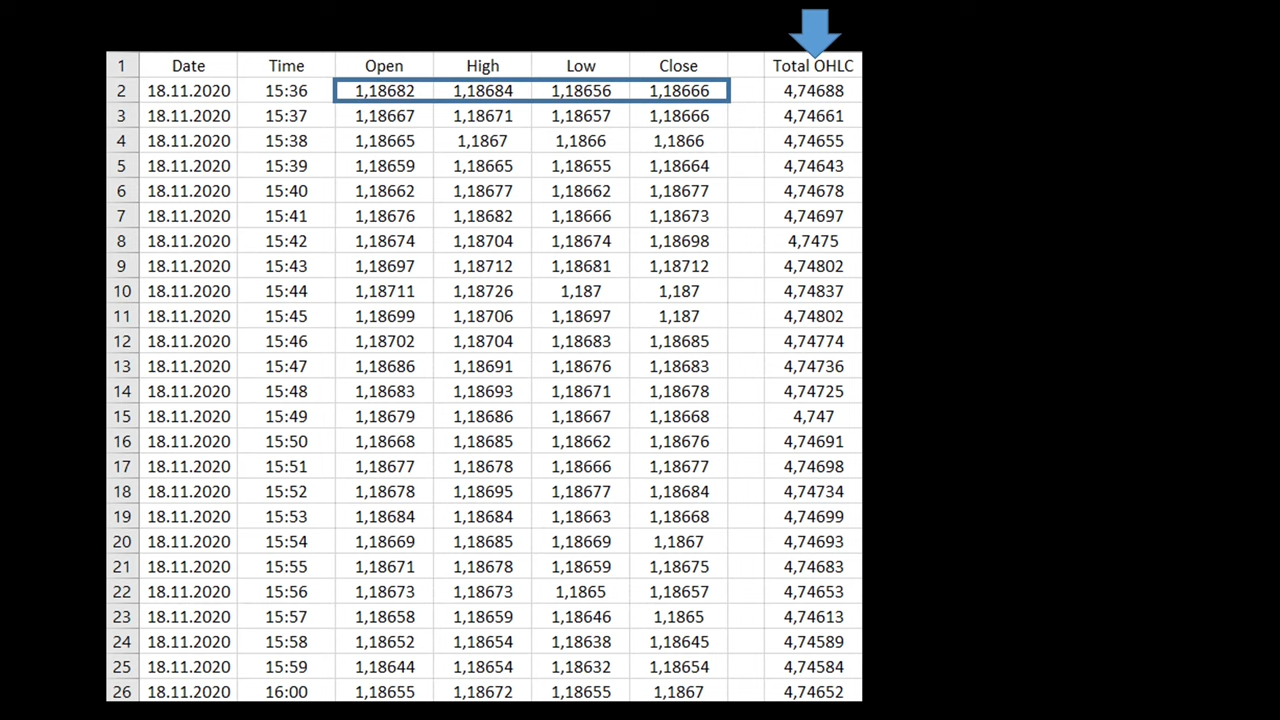 1 Date Time Open High Low Close Total OHLC
2 18.11.2020 15:36 1,18682 1,18684 1,18656 1,18666 4,74688
3 18.11.2020 15:37 1,18667 1,18671 1,18657 1,18666 4,74661
4 18.11.2020 15:38 1,18665 1,1867 1,1866 1,1866 4,74655
5 18.11.2020 15:39 1,18659 1,18665 1,18655 1,18664 4,74643
6 18.11.2020 15:40 1,18662 1,18677 1,18662 1,18677 4,74678
7 18.11.2020 15:41 1,18676 1,18682 1,18666 1,18673 4,74697
8 18.11.2020 15:42 1,18674 1,18704 1,18674 1,18698 4,7475
9 18.11.2020 15:43 1,18697 1,18712 1,18681 1,18712 4,74802
10 18.11.2020 15:44 1,18711 1,18726 1,187 1,187 4,74837
11 18.11.2020 15:45 1,18699 1,18706 1,18697 1,187 4,74802
12 18.11.2020 15:46 1,18702 1,18704 1,18683 1,18685 4,74774
13 18.11.2020 15:47 1,18686 1,18691 1,18676 1,18683 4,74736
14 18.11.2020 15:48 1,18683 1,18693 1,18671 1,18678 4,74725
15 18.11.2020 15:49 1,18679 1,18686 1,18667 1,18668 4,747
16 18.11.2020 15:50 1,18668 1,18685 1,18662 1,18676 4,74691
17 18.11.2020 15:51 1,18677 1,18678 1,18666 1,18677 4,74698
18 18.11.2020 15:52 1,18678 1,18695 1,18677 1,18684 4,74734
19 18.11.2020 15:53 1,18684 1,18684 1,18663 1,18668 4,74699
20 18.11.2020 15:54 1,18669 1,18685 1,18669 1,1867 4,74693
21 18.11.2020 15:55 1,18671 1,18678 1,18659 1,18675 4,74683
22 18.11.2020 15:56 1,18673 1,18673 1,1865 1,18657 4,74653
23 18.11.2020 15:57 1,18658 1,18659 1,18646 1,1865 4,74613
24 18.11.2020 15:58 1,18652 1,18654 1,18638 1,18645 4,74589
25 18.11.2020 15:59 1,18644 1,18654 1,18632 1,18654 4,74584
26 18.11.2020 16:00 1,18655 1,18672 1,18655 1,1867 4,74652